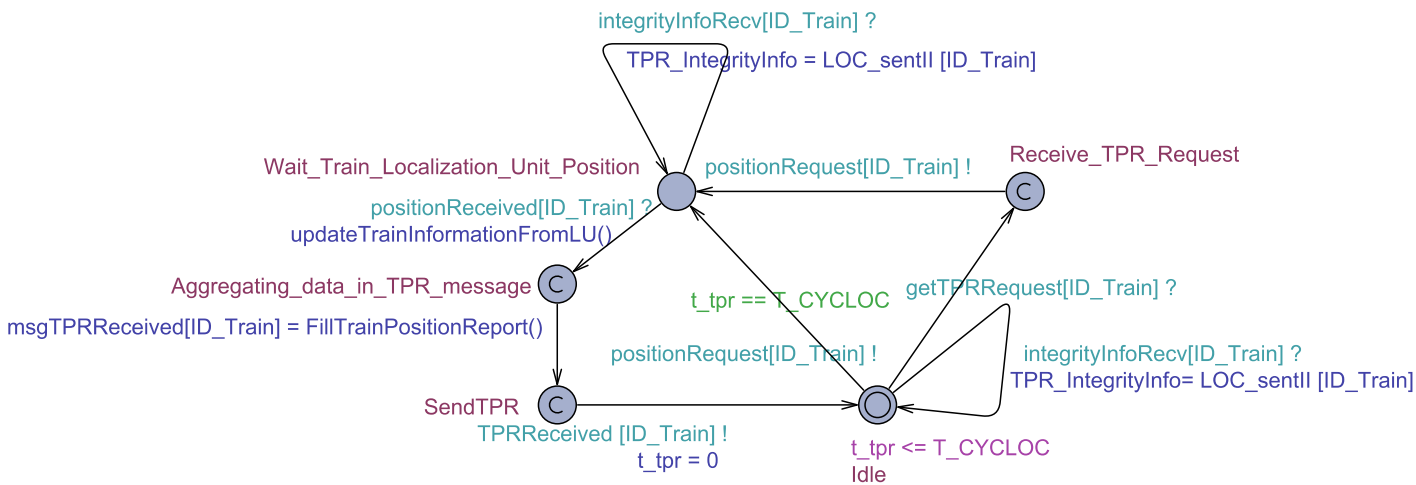 integrityInfoRecv[ID_Train] ?
TPR_IntegrityInfo = LOC_sentII [ID_Train]
Receive_TPR_Request
Wait_Train_Localization_Unit_Position
positionRequest[ID_Train] !
C
positionReceived[ID_Train] ?
updateTrainInformationFromLU()
Aggregating_data_in_TPR_message
C
getTPRRequest[ID_Train] ?
t_tpr == T_CYCLOC
msgTPRReceived[ID_Train] = FillTrainPositionReport()
positionRequest[ID_Train] !
integrityInfoRecv[ID_Train] ?
TPR_IntegrityInfo= LOC_sentII [ID_Train]
SendTPR
C
TPRReceived [ID_Train] !
t_tpr = 0
t_tpr <= T_CYCLOC
Idle